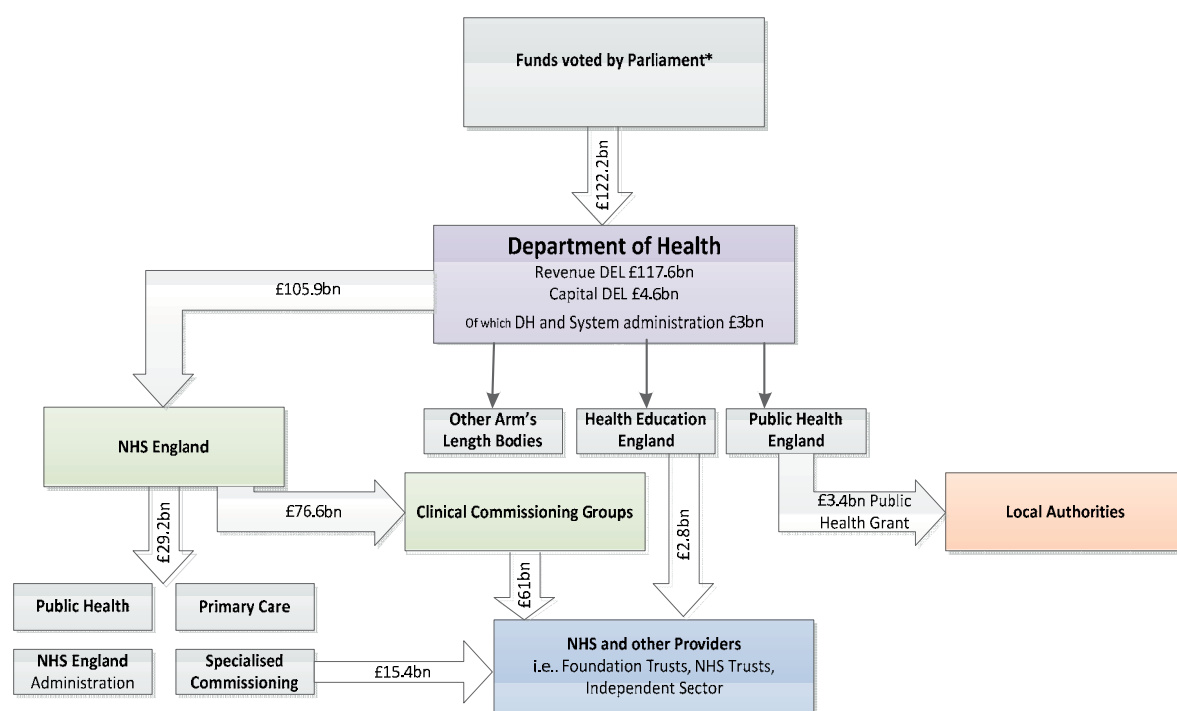 Funds voted by Parliament*
£122.2bn
Department of Health
Revenue DEL £117.6bn
Capital DEL £4.6bn
Of which DH and System administration £3bn
£105.9bn
Other Arm's
Length Bodies
Health Education
England
Public Health
England
NHS England
£29.2bn
£76.6bn
Clinical Commissioning Groups
£2.8bn
£3.4bn Public
Health Grant
Local Authorities
£61bn
Public Health
Primary Care
NHS England
Administration
Specialised
Commissioning
£15.4bn
NHS and other Providers
i.e.. Foundation Trusts, NHS Trusts,
Independent Sector